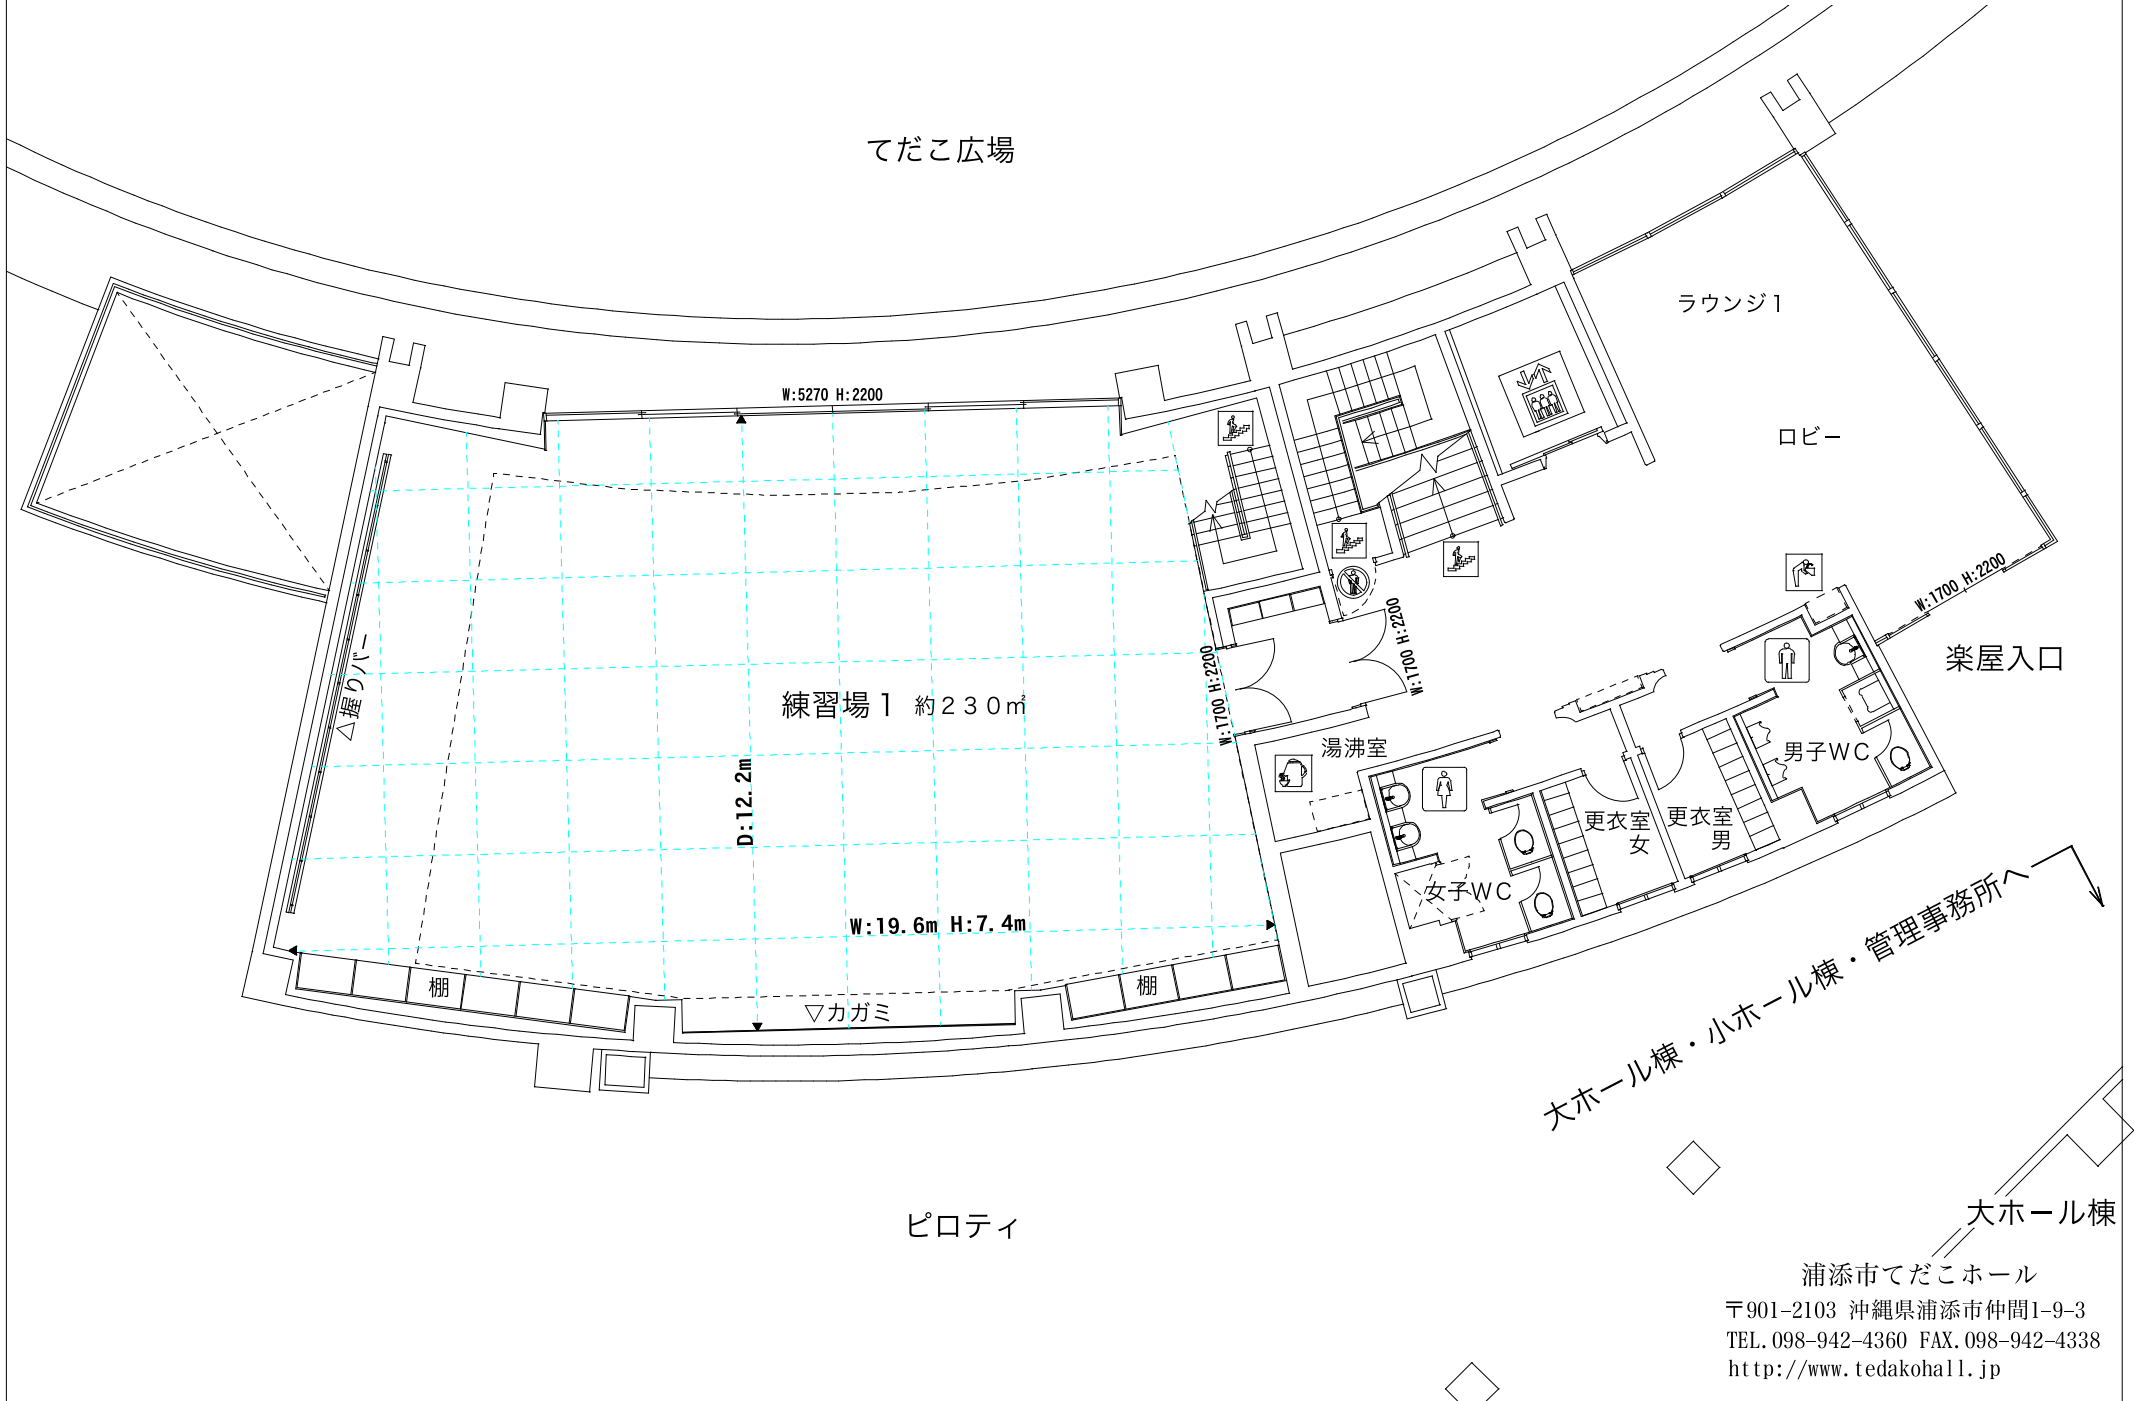 てだこ広場
ラウンジ1
W:5270 H:2200
ロビー
W:1700 H:2200
W:1700 H:2200
W:1700 H:2200
楽屋入口
△握りバー
練習場1 約230㎡
湯沸室
男子WC
D:12.2m
更衣室
女
更衣室
男
女子WC
W:19.6m H:7.4m
棚
棚
▽カガミ
大ホール棟・小ホール棟・管理事務所へ
ピロティ
大ホール棟
浦添市てだこホール
〒901-2103 沖縄県浦添市仲間1-9-3
TEL.098-942-4360 FAX.098-942-4338
http://www.tedakohall.jp